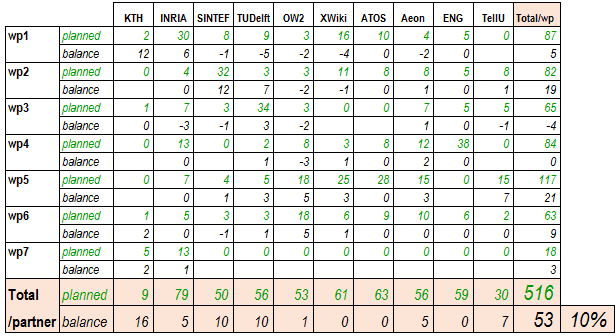 KTH INRIA SINTEF TUDelft OW2 XWiki ATOS Aeon ENG TellU Total/wp
wp1 planned 2 30 8 9 3 16 10 4 5 0 87
balance 12 6 -1 -5 -2 -4 0 -2 0 5
wp2 planned 0 4 32 3 3 11 8 8 5 8 82
balance 0 12 7 -2 -1 0 1 0 1 19
wp3 planned 1 7 3 34 3 0 0 7 5 5 65
balance 0 -3 -1 3 -2 1 0 -1 -4
wp4 planned 0 13 0 2 8 3 8 12 38 0 84
balance 0 1 -3 1 0 2 0 0
wp5 planned 0 7 4 5 18 25 28 15 0 15 117
balance 0 1 3 5 3 0 3 7 21
wp6 planned 1 5 3 3 18 6 9 10 6 2 63
balance 2 0 -1 1 5 1 0 0 0 9
wp7 planned 5 13 0 0 0 0 0 0 0 0 18
balance 2 1 3
Total planned 9 79 50 56 53 61 63 56 59 30 516
/partner balance 16 5 10 10 1 0 0 5 0 7 53 10%